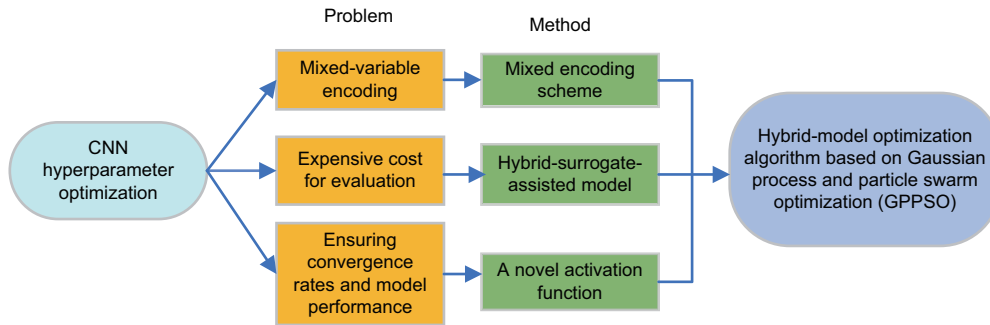 Problem
Method
CNN
hyperparameter
optimization
Mixed-variable
encoding
Mixed encoding
scheme
Expensive cost
for evaluation
Hybrid-surrogate-
assisted model
Ensuring
convergence
rates and model
performance
A novel activation
function
Hybrid-model optimization
algorithm based on Gaussian
process and particle swarm
optimization (GPPSO)